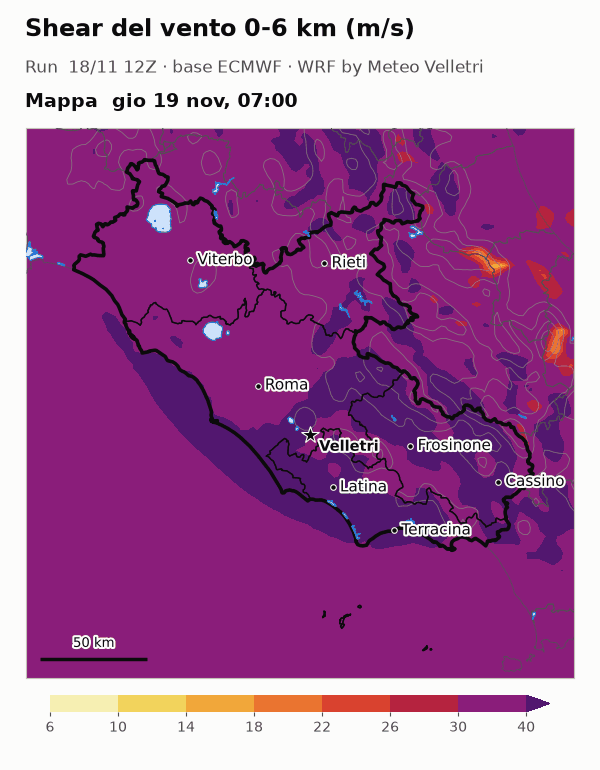 Shear del vento 0-6 km (m/s)
Run  18/11 12Z · base ECMWF · WRF by Meteo Velletri
Mappa  gio 19 nov, 07:00
Viterbo
Rieti
Roma
Velletri
Frosinone
Latina
Cassino
Terracina
50 km
6 10 14 18 22 26 30 40